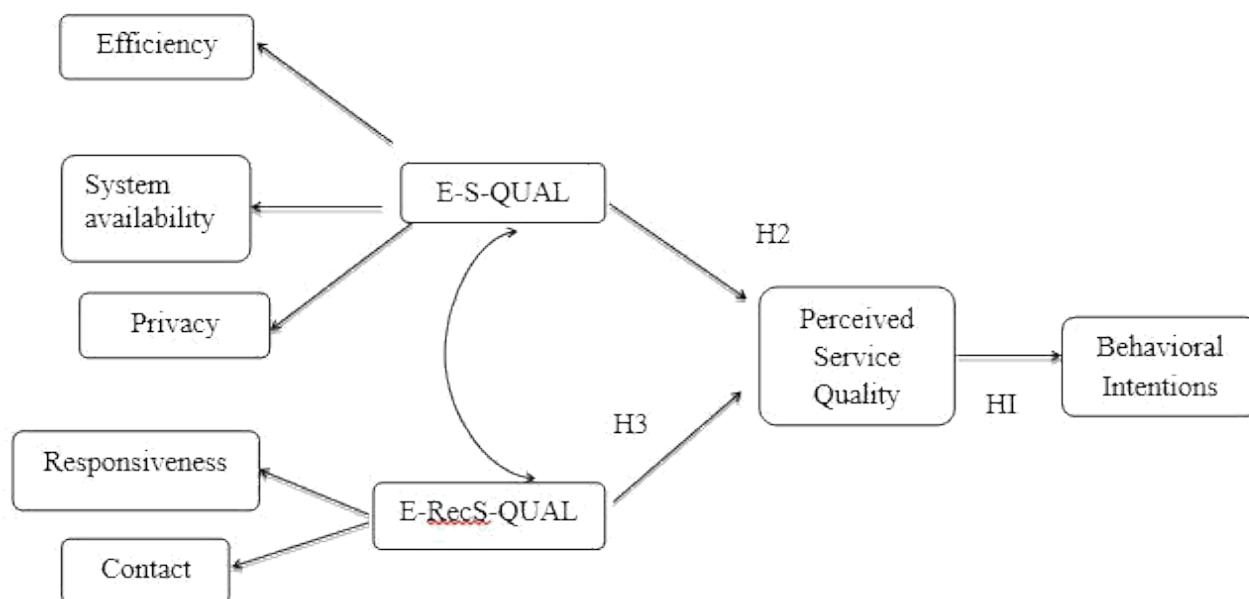 Efficiency
System
availability
E-S-QUAL
H2
Privacy
Perceived
Service
Quality
Behavioral
Intentions
HI
H3
Responsiveness
E-RecS-QUAL
Contact